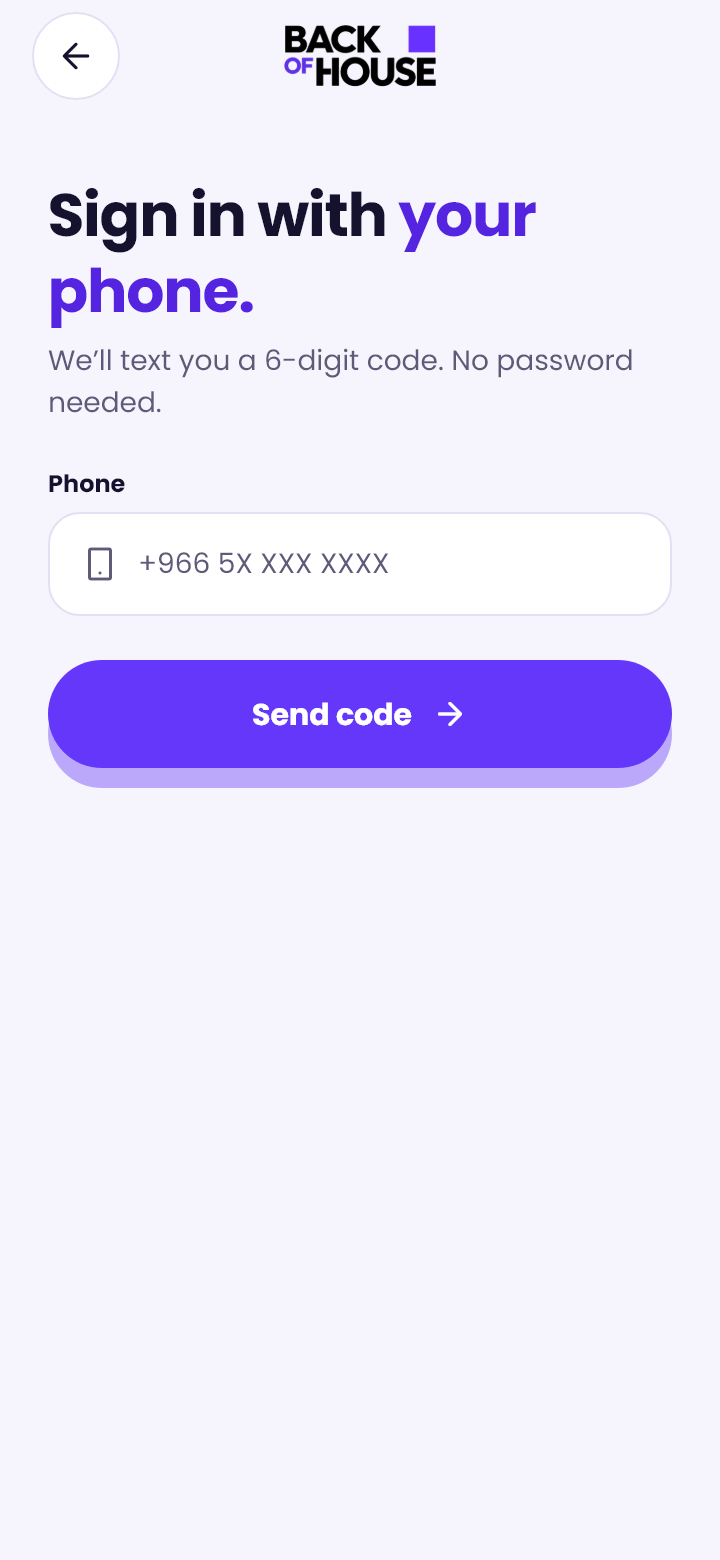 BACK
OF HOUSE
Sign in with your
phone.
We’ll text you a 6-digit code. No password
needed.
Phone
+966 5X XXX XXXX
Send code